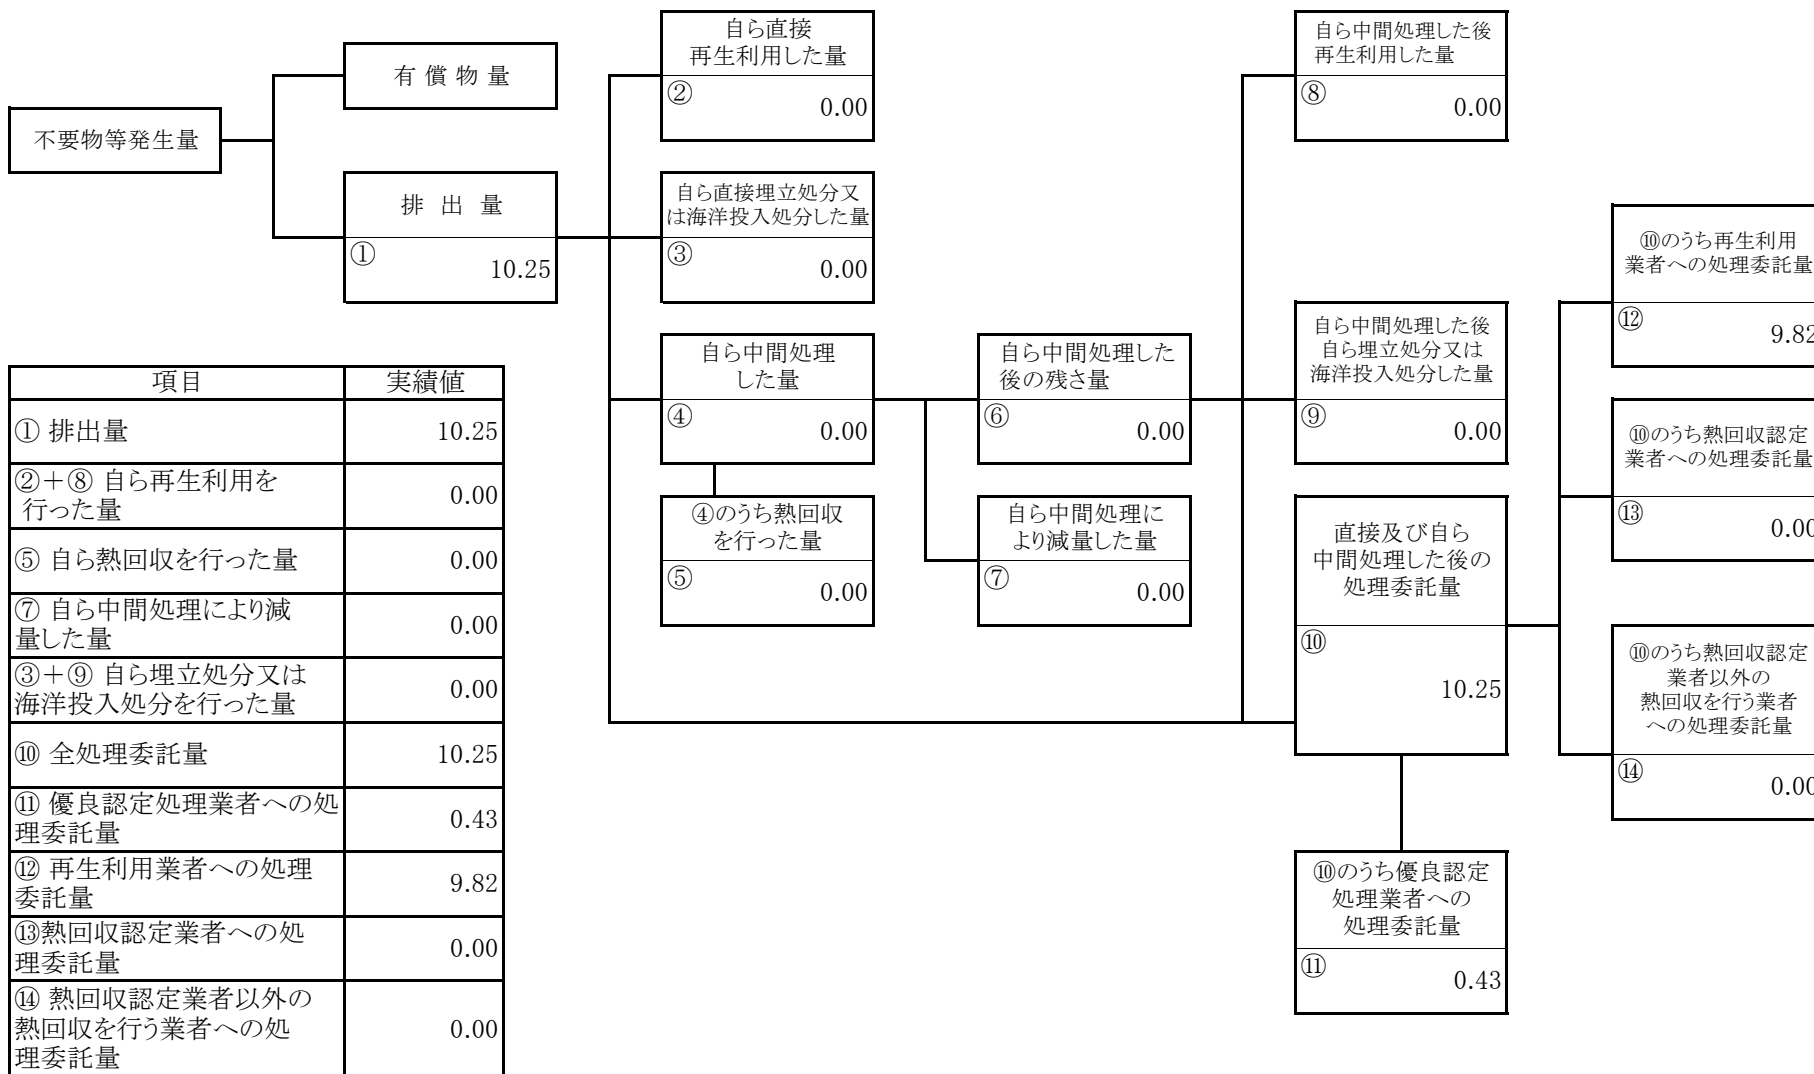 不要物等発生量
有 償 物 量
排 出 量
①
10.25
自ら直接
再生利用した量
②
0.00
自ら直接埋立処分又
は海洋投入処分した量
③
0.00
自ら中間処理
した量
④
0.00
④のうち熱回収
を行った量
⑤
0.00
自ら中間処理した
後の残さ量
⑥
0.00
自ら中間処理に
より減量した量
⑦
0.00
自ら中間処理した後
再生利用した量
⑧
0.00
自ら中間処理した後
自ら埋立処分又は
海洋投入処分した量
⑨
0.00
直接及び自ら
中間処理した後の
処理委託量
⑩
10.25
⑩のうち優良認定
処理業者への
処理委託量
⑪
0.43
⑩のうち再生利用
業者への処理委託量
⑫
9.82
⑩のうち熱回収認定
業者への処理委託量
⑬
0.00
⑩のうち熱回収認定
業者以外の
熱回収を行う業者
への処理委託量
⑭
0.00
項目 実績値
① 排出量 10.25
②＋⑧ 自ら再生利用を
行った量 0.00
⑤ 自ら熱回収を行った量 0.00
⑦ 自ら中間処理により減
量した量 0.00
③＋⑨ 自ら埋立処分又は
海洋投入処分を行った量 0.00
⑩ 全処理委託量 10.25
⑪ 優良認定処理業者への処
理委託量 0.43
⑫ 再生利用業者への処理
委託量 9.82
⑬熱回収認定業者への処
理委託量 0.00
⑭ 熱回収認定業者以外の
熱回収を行う業者への処
理委託量 0.00